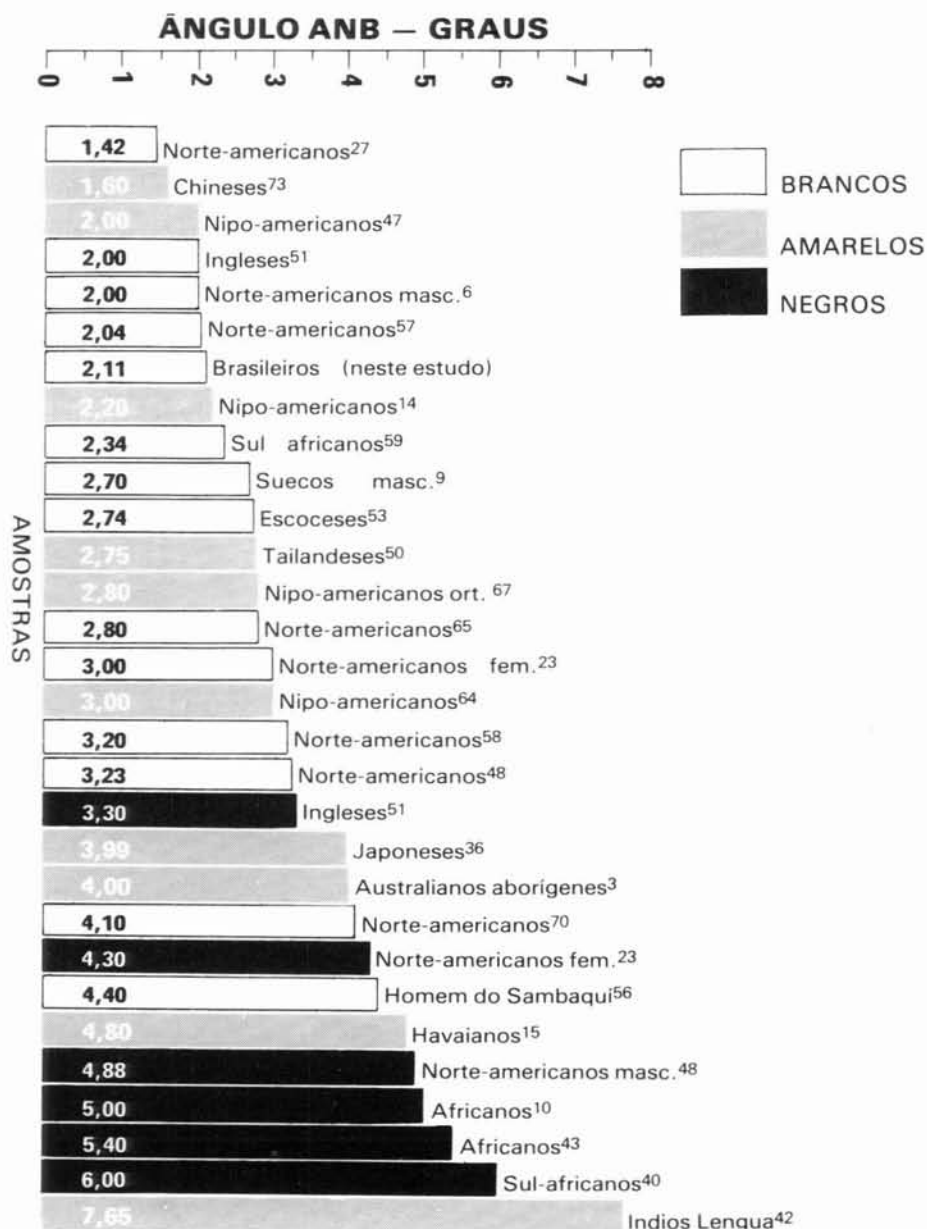 ÂNGULO ANB — GRAUS
0 1 2 3 4 5 6 7 8
1,42 Norte-americanos27
1,60 Chineses73
2,00 Nipo-americanos47
2,00 Ingleses51
2,00 Norte-americanos masc.6
2,04 Norte-americanos57
2,11 Brasileiros (neste estudo)
2,20 Nipo-americanos14
2,34 Sul africanos59
2,70 Suecos masc.9
2,74 Escoceses53
2,75 Tailandeses50
2,80 Nipo-americanos ort. 67
2,80 Norte-americanos65
3,00 Norte-americanos fem.23
3,00 Nipo-americanos64
3,20 Norte-americanos58
3,23 Norte-americanos48
3,30 Ingleses51
3,99 Japoneses36
4,00 Australianos aborígenes3
4,10 Norte-americanos70
4,30 Norte-americanos fem.23
4,40 Homem do Sambaqui56
4,80 Havaianos15
4,88 Norte-americanos masc.48
5,00 Africanos10
5,40 Africanos43
6,00 Sul-africanos40
7,65 Indios Lengua42
AMOSTRAS
BRANCOS
AMARELOS
NEGROS